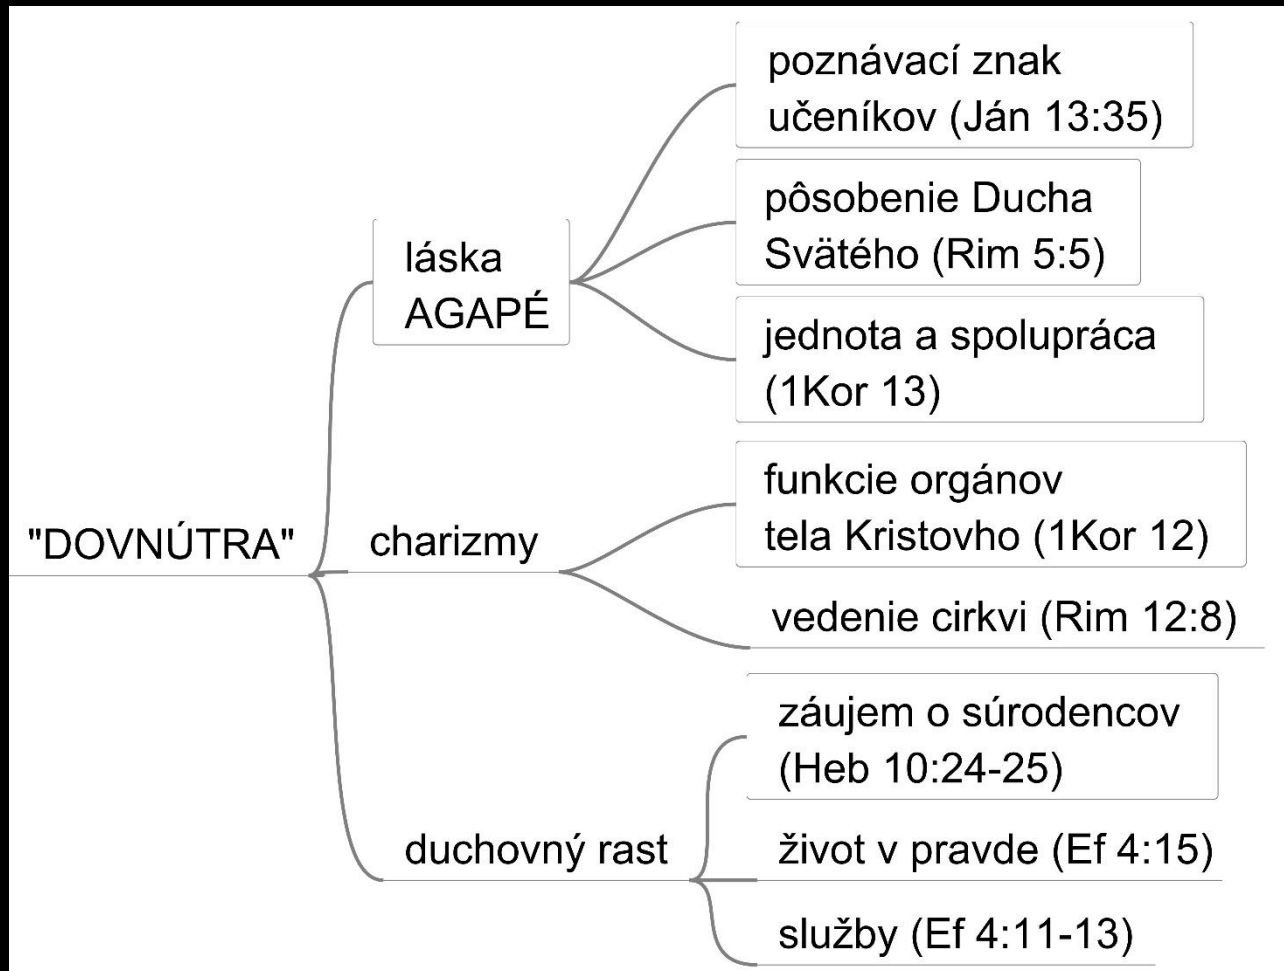 "DOVNÚTRA"
láska
AGAPÉ
poznávací znak
učeníkov (Ján 13:35)
pôsobenie Ducha
Svätého (Rim 5:5)
jednota a spolupráca
(1Kor 13)
charizmy
funkcie orgánov
tela Kristovho (1Kor 12)
vedenie cirkvi (Rim 12:8)
duchovný rast
záujem o súrodencov
(Heb 10:24-25)
život v pravde (Ef 4:15)
služby (Ef 4:11-13)